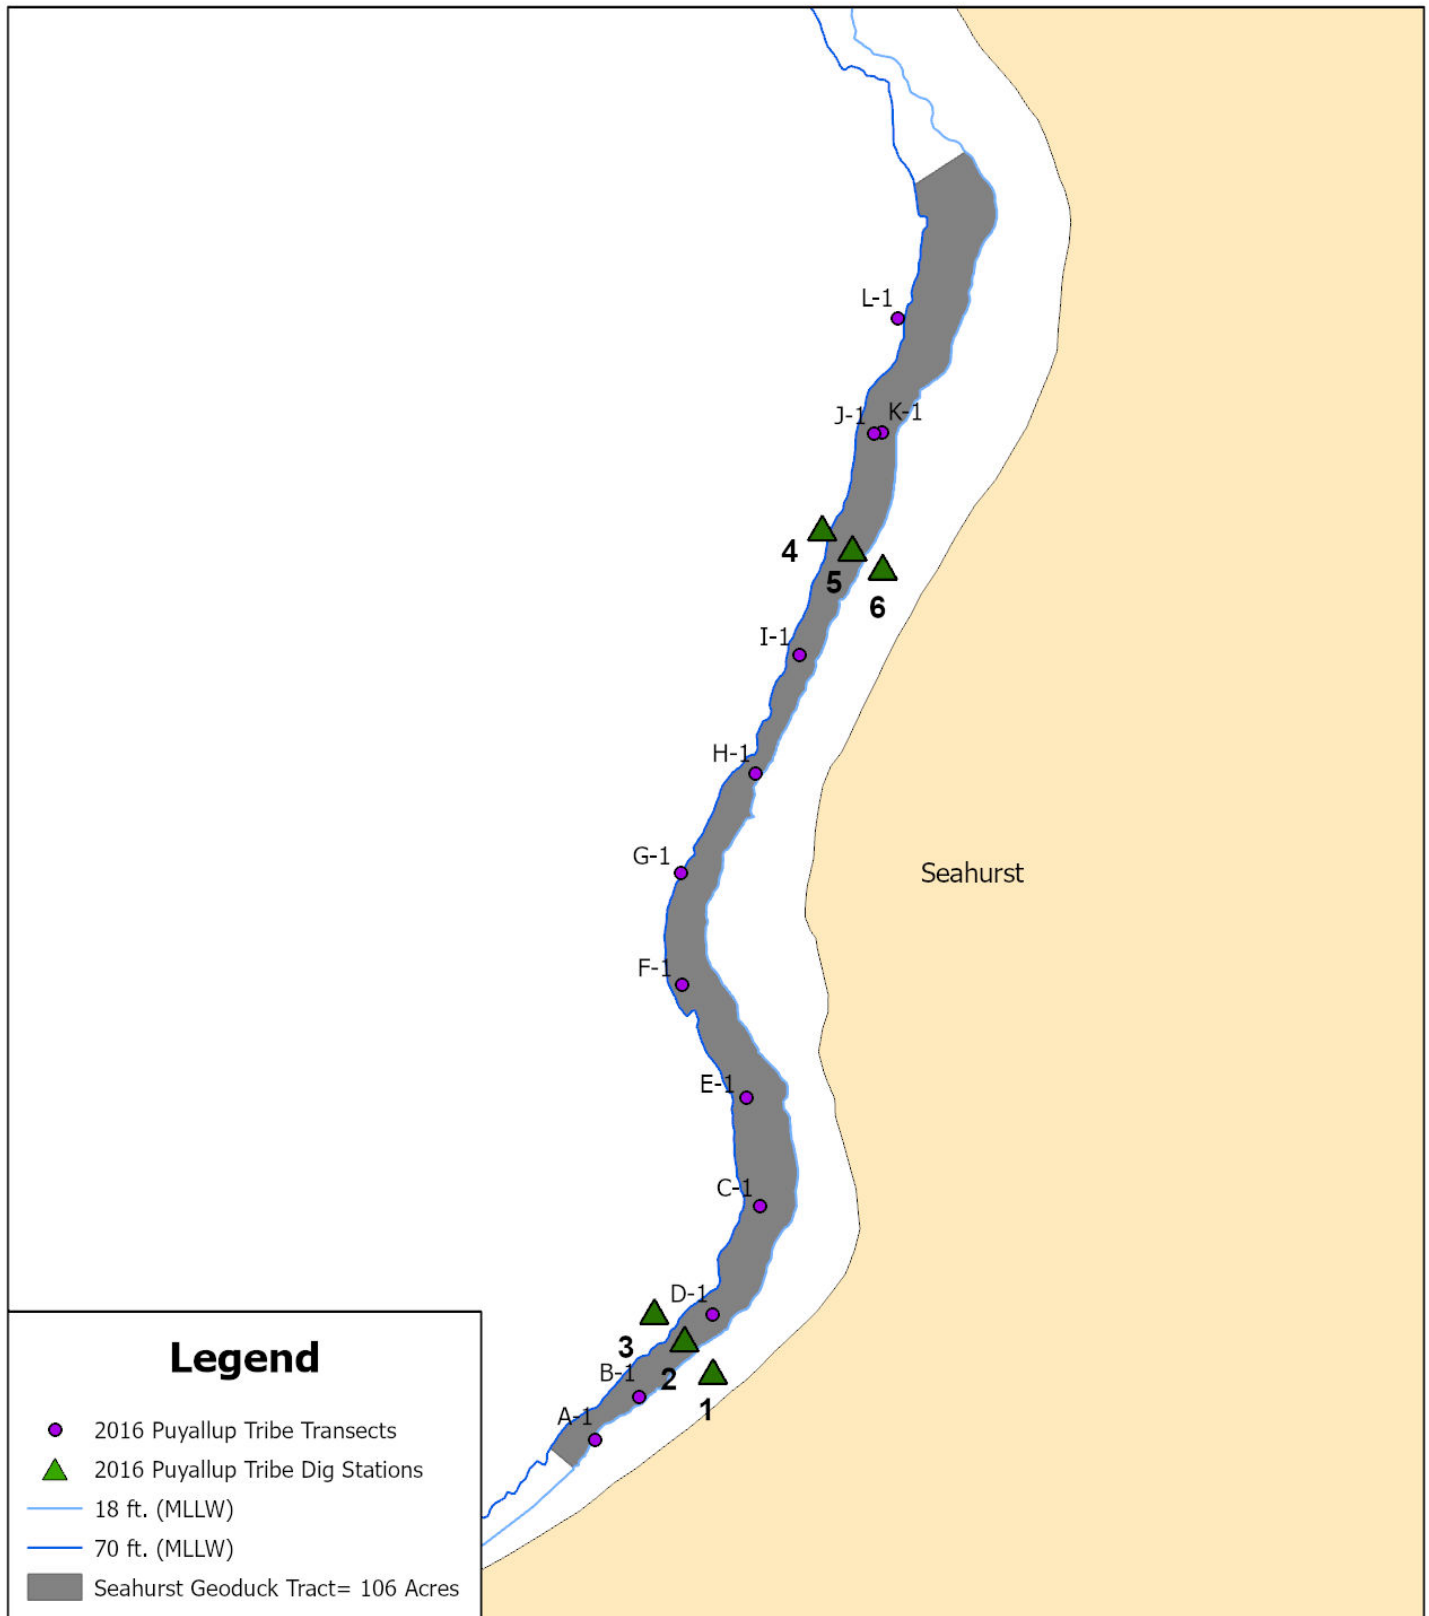 L-1
J-1
K-1
4
5
6
I-1
H-1
G-1
Seahurst
F-1
E-1
C-1
D-1
3
B-1
2
1
A-1
Legend
2016 Puyallup Tribe Transects
2016 Puyallup Tribe Dig Stations
18 ft. (MLLW)
70 ft. (MLLW)
Seahurst Geoduck Tract= 106 Acres